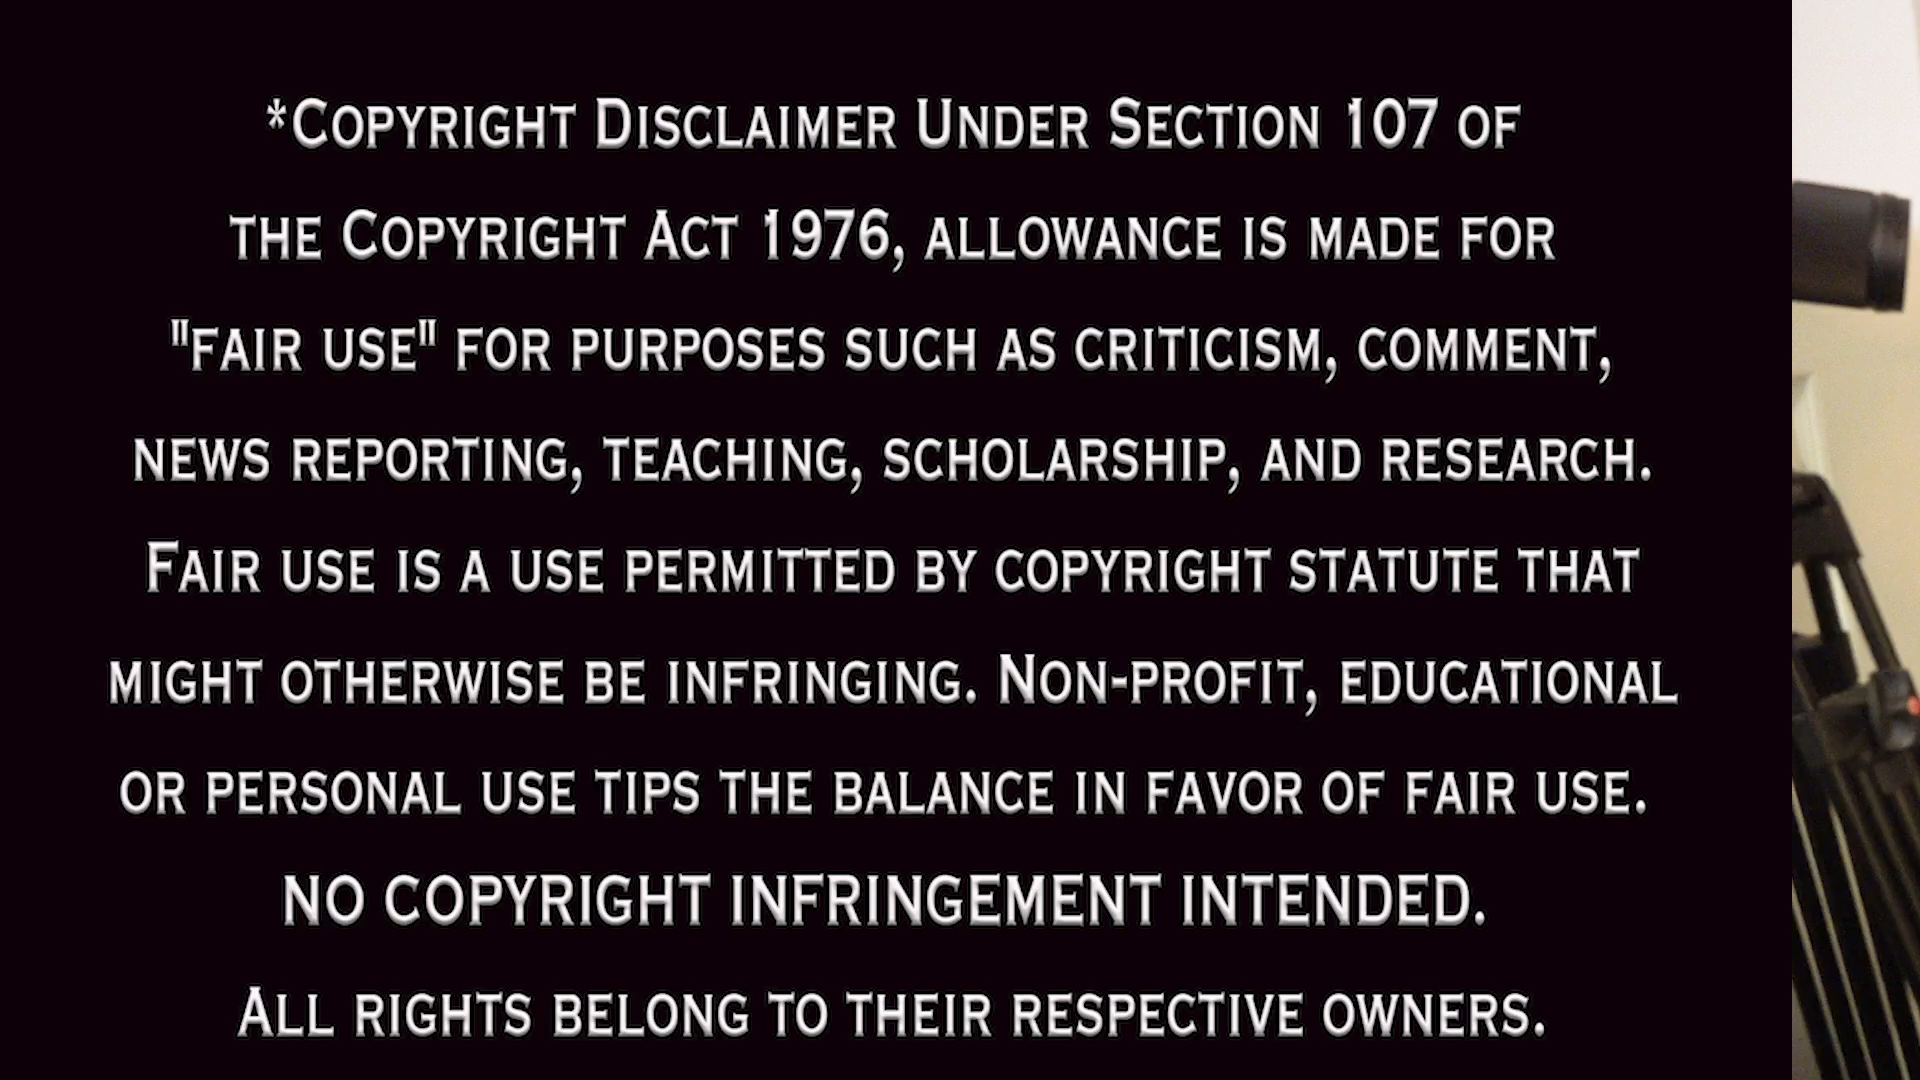 *Copyright Disclaimer Under Section 107 of
the Copyright Act 1976, allowance is made for
"fair use" for purposes such as criticism, comment,
news reporting, teaching, scholarship, and research.
Fair use is a use permitted by copyright statute that
might otherwise be infringing. Non-profit, educational
or personal use tips the balance in favor of fair use.
NO COPYRIGHT INFRINGEMENT INTENDED.
All rights belong to their respective owners.